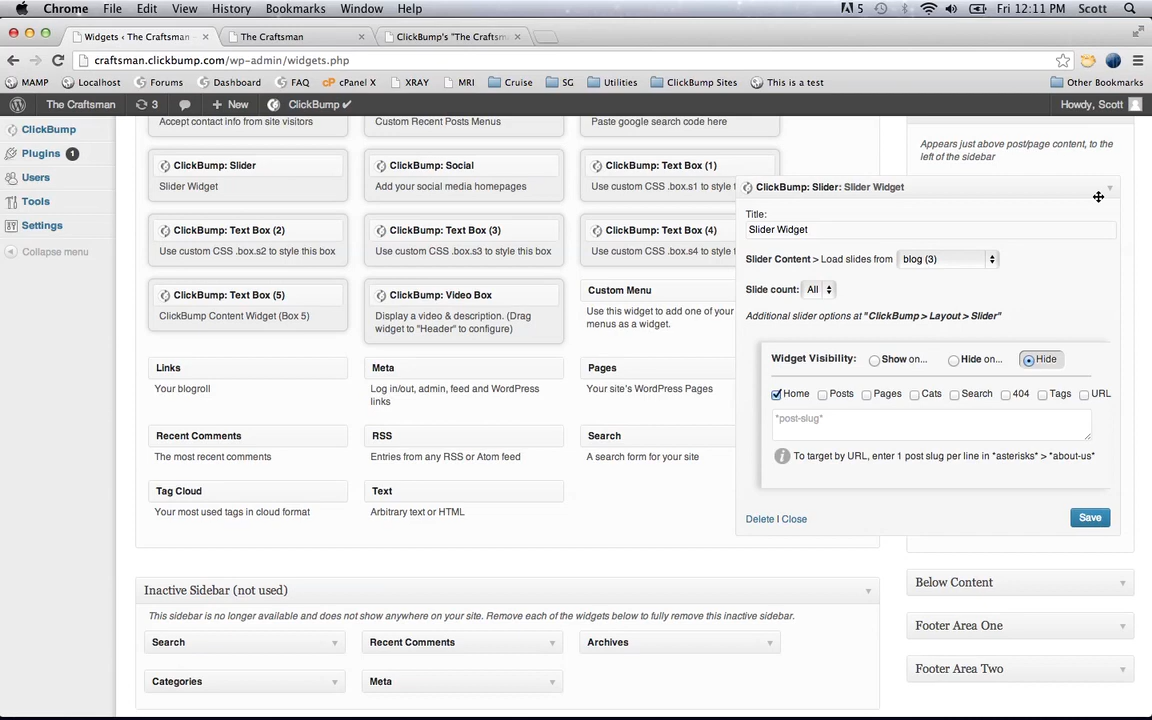 Chrome File Edit View History Bookmarks Window Help 5 Fri 12:11 PM Scott
Widgets ‹ The Craftsman × The Craftsman × ClickBump's "The Craftsm ×
craftsman.clickbump.com/wp-admin/widgets.php
MAMP Localhost Forums Dashboard FAQ cPanel X XRAY MRI Cruise SG Utilities ClickBump Sites This is a test Other Bookmarks
The Craftsman 3 + New ClickBump ✔ Howdy, Scott
ClickBump
Plugins 1
Users
Tools
Settings
Collapse menu
Accept contact info from site visitors
Custom Recent Posts Menus
Paste google search code here
ClickBump: Slider
Slider Widget
ClickBump: Social
Add your social media homepages
ClickBump: Text Box (1)
Use custom CSS .box.s1 to style t
ClickBump: Text Box (2)
Use custom CSS .box.s2 to style this box
ClickBump: Text Box (3)
Use custom CSS .box.s3 to style this box
ClickBump: Text Box (4)
Use custom CSS .box.s4 to style t
ClickBump: Text Box (5)
ClickBump Content Widget (Box 5)
ClickBump: Video Box
Display a video & description. (Drag
widget to "Header" to configure)
Custom Menu
Use this widget to add one of your
menus as a widget.
Links
Your blogroll
Meta
Log in/out, admin, feed and WordPress
links
Pages
Your site's WordPress Pages
Recent Comments
The most recent comments
RSS
Entries from any RSS or Atom feed
Search
A search form for your site
Tag Cloud
Your most used tags in cloud format
Text
Arbitrary text or HTML
Inactive Sidebar (not used)
This sidebar is no longer available and does not show anywhere on your site. Remove each of the widgets below to fully remove this inactive sidebar.
Search
Recent Comments
Archives
Categories
Meta
Appears just above post/page content, to the
left of the sidebar
ClickBump: Slider: Slider Widget
Title:
Slider Widget
Slider Content > Load slides from blog (3)
Slide count: All
Additional slider options at "ClickBump > Layout > Slider"
Widget Visibility: Show on... Hide on... Hide
Home Posts Pages Cats Search 404 Tags URL
*post-slug*
To target by URL, enter 1 post slug per line in *asterisks* > *about-us*
Delete | Close
Save
Below Content
Footer Area One
Footer Area Two